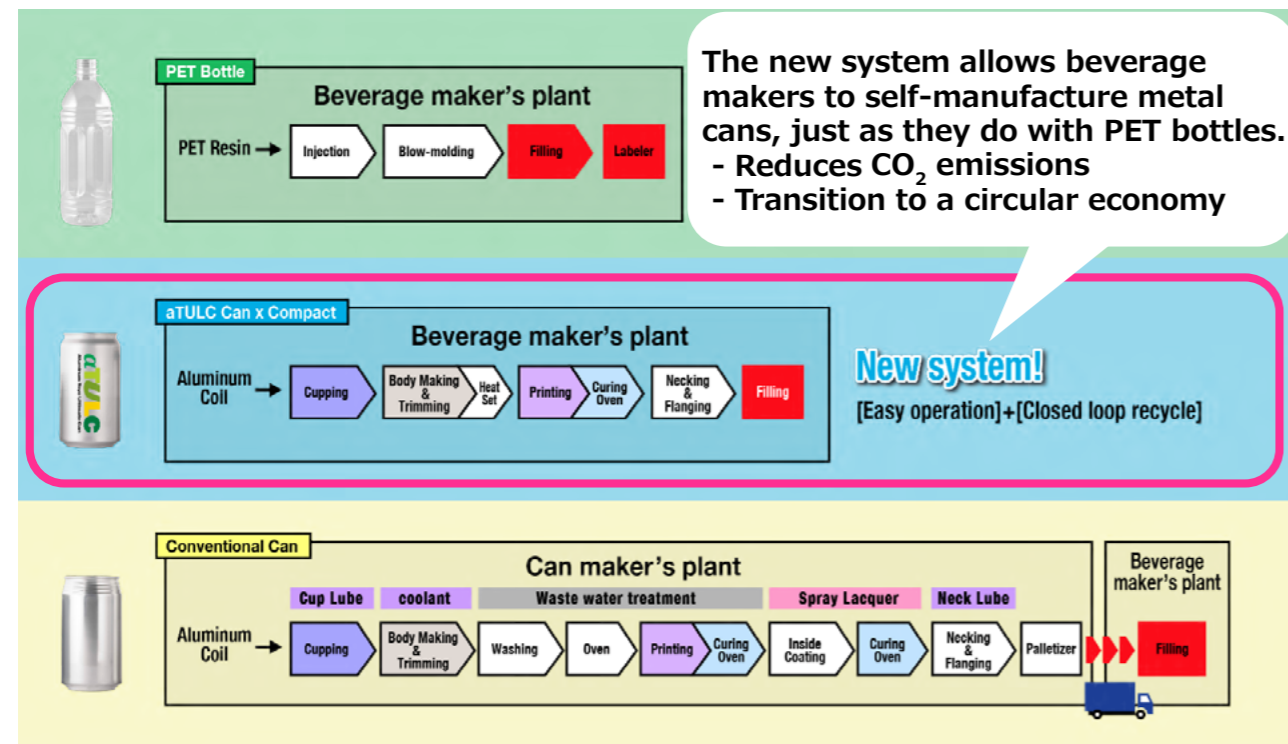 The new system allows beverage
makers to self-manufacture metal
cans, just as they do with PET bottles.
- Reduces CO₂ emissions
- Transition to a circular economy
PET Bottle
Beverage maker's plant
PET Resin
Injection
Blow-molding
Filling
Labeler
aTULC Can x Compact
Beverage maker's plant
Aluminum
Coil
Cupping
Body Making
&
Trimming
Heat
Set
Printing
Curing
Oven
Necking
&
Flanging
Filling
New system!
[Easy operation]+[Closed loop recycle]
aTULC
Conventional Can
Can maker's plant
Beverage
maker's plant
Cup Lube
coolant
Waste water treatment
Spray Lacquer
Neck Lube
Aluminum
Coil
Cupping
Body Making
&
Trimming
Washing
Oven
Printing
Curing
Oven
Inside
Coating
Curing
Oven
Necking
&
Flanging
Palletizer
Filling